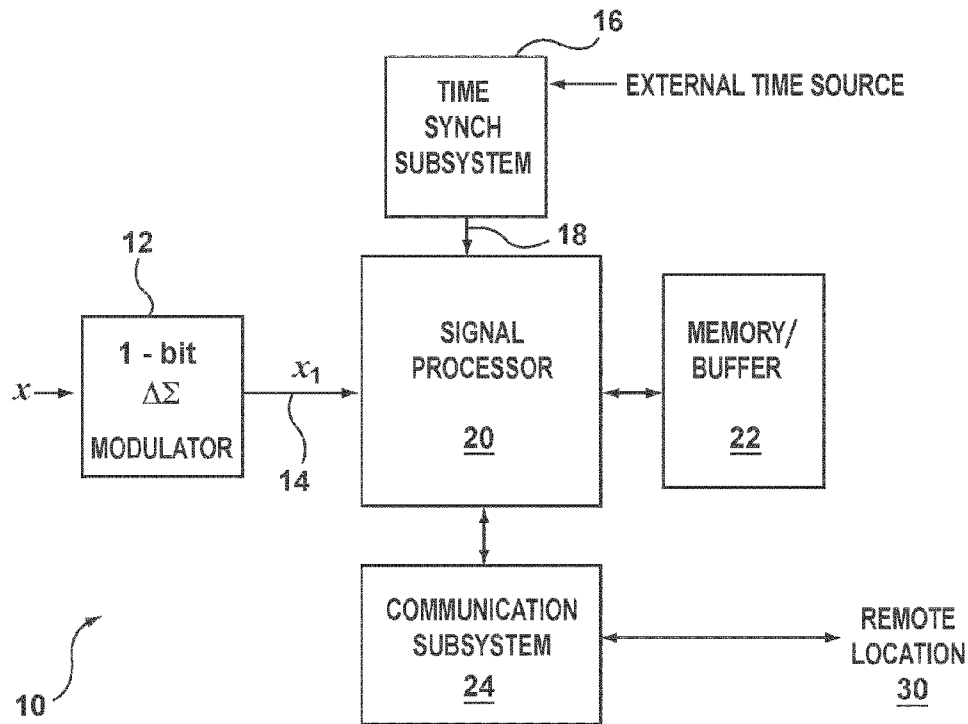 16
TIME
SYNCH
SUBSYSTEM
EXTERNAL TIME SOURCE
18
12
1 - bit
ΔΣ
MODULATOR
x
x₁
14
SIGNAL
PROCESSOR
20
MEMORY/
BUFFER
22
COMMUNICATION
SUBSYSTEM
24
REMOTE
LOCATION
30
10